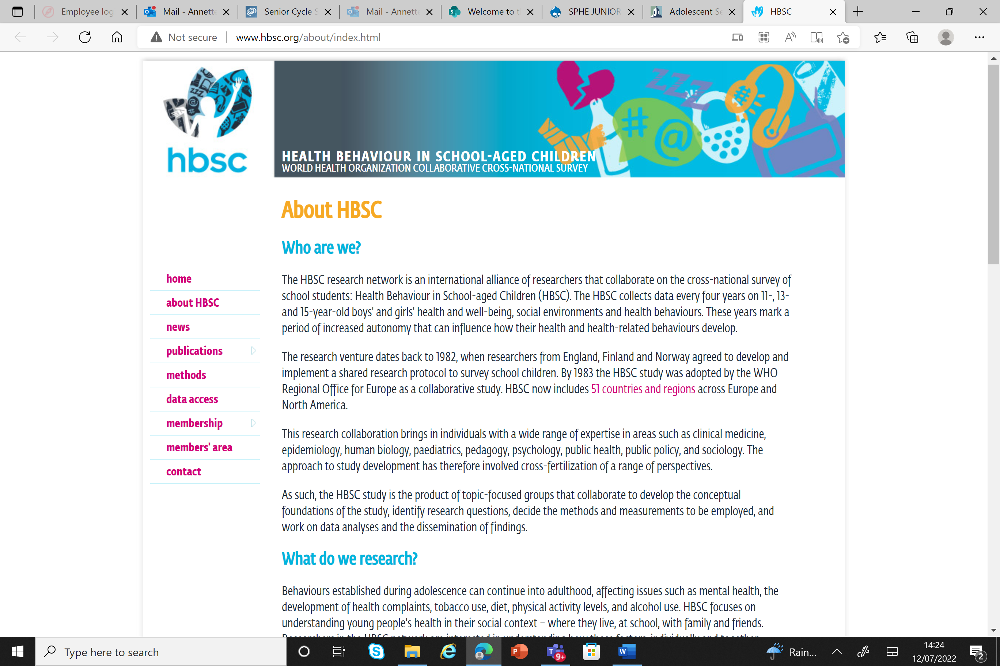 Employee log
Mail - Annette
Senior Cycle S
Mail - Annette
Welcome to t
SPHE JUNIOR
Adolescent Se
HBSC
Not secure
www.hbsc.org/about/index.html
hbsc
HEALTH BEHAVIOUR IN SCHOOL-AGED CHILDREN
WORLD HEALTH ORGANIZATION COLLABORATIVE CROSS-NATIONAL SURVEY
zzz
#
@
home
about HBSC
news
publications
methods
data access
membership
members' area
contact
About HBSC
Who are we?
The HBSC research network is an international alliance of researchers that collaborate on the cross-national survey of
school students: Health Behaviour in School-aged Children (HBSC). The HBSC collects data every four years on 11-, 13-
and 15-year-old boys' and girls' health and well-being, social environments and health behaviours. These years mark a
period of increased autonomy that can influence how their health and health-related behaviours develop.
The research venture dates back to 1982, when researchers from England, Finland and Norway agreed to develop and
implement a shared research protocol to survey school children. By 1983 the HBSC study was adopted by the WHO
Regional Office for Europe as a collaborative study. HBSC now includes 51 countries and regions across Europe and
North America.
This research collaboration brings in individuals with a wide range of expertise in areas such as clinical medicine,
epidemiology, human biology, paediatrics, pedagogy, psychology, public health, public policy, and sociology. The
approach to study development has therefore involved cross-fertilization of a range of perspectives.
As such, the HBSC study is the product of topic-focused groups that collaborate to develop the conceptual
foundations of the study, identify research questions, decide the methods and measurements to be employed, and
work on data analyses and the dissemination of findings.
What do we research?
Behaviours established during adolescence can continue into adulthood, affecting issues such as mental health, the
development of health complaints, tobacco use, diet, physical activity levels, and alcohol use. HBSC focuses on
understanding young people's health in their social context – where they live, at school, with family and friends.
Type here to search
9+
Rain...
14:24
12/07/2022
2